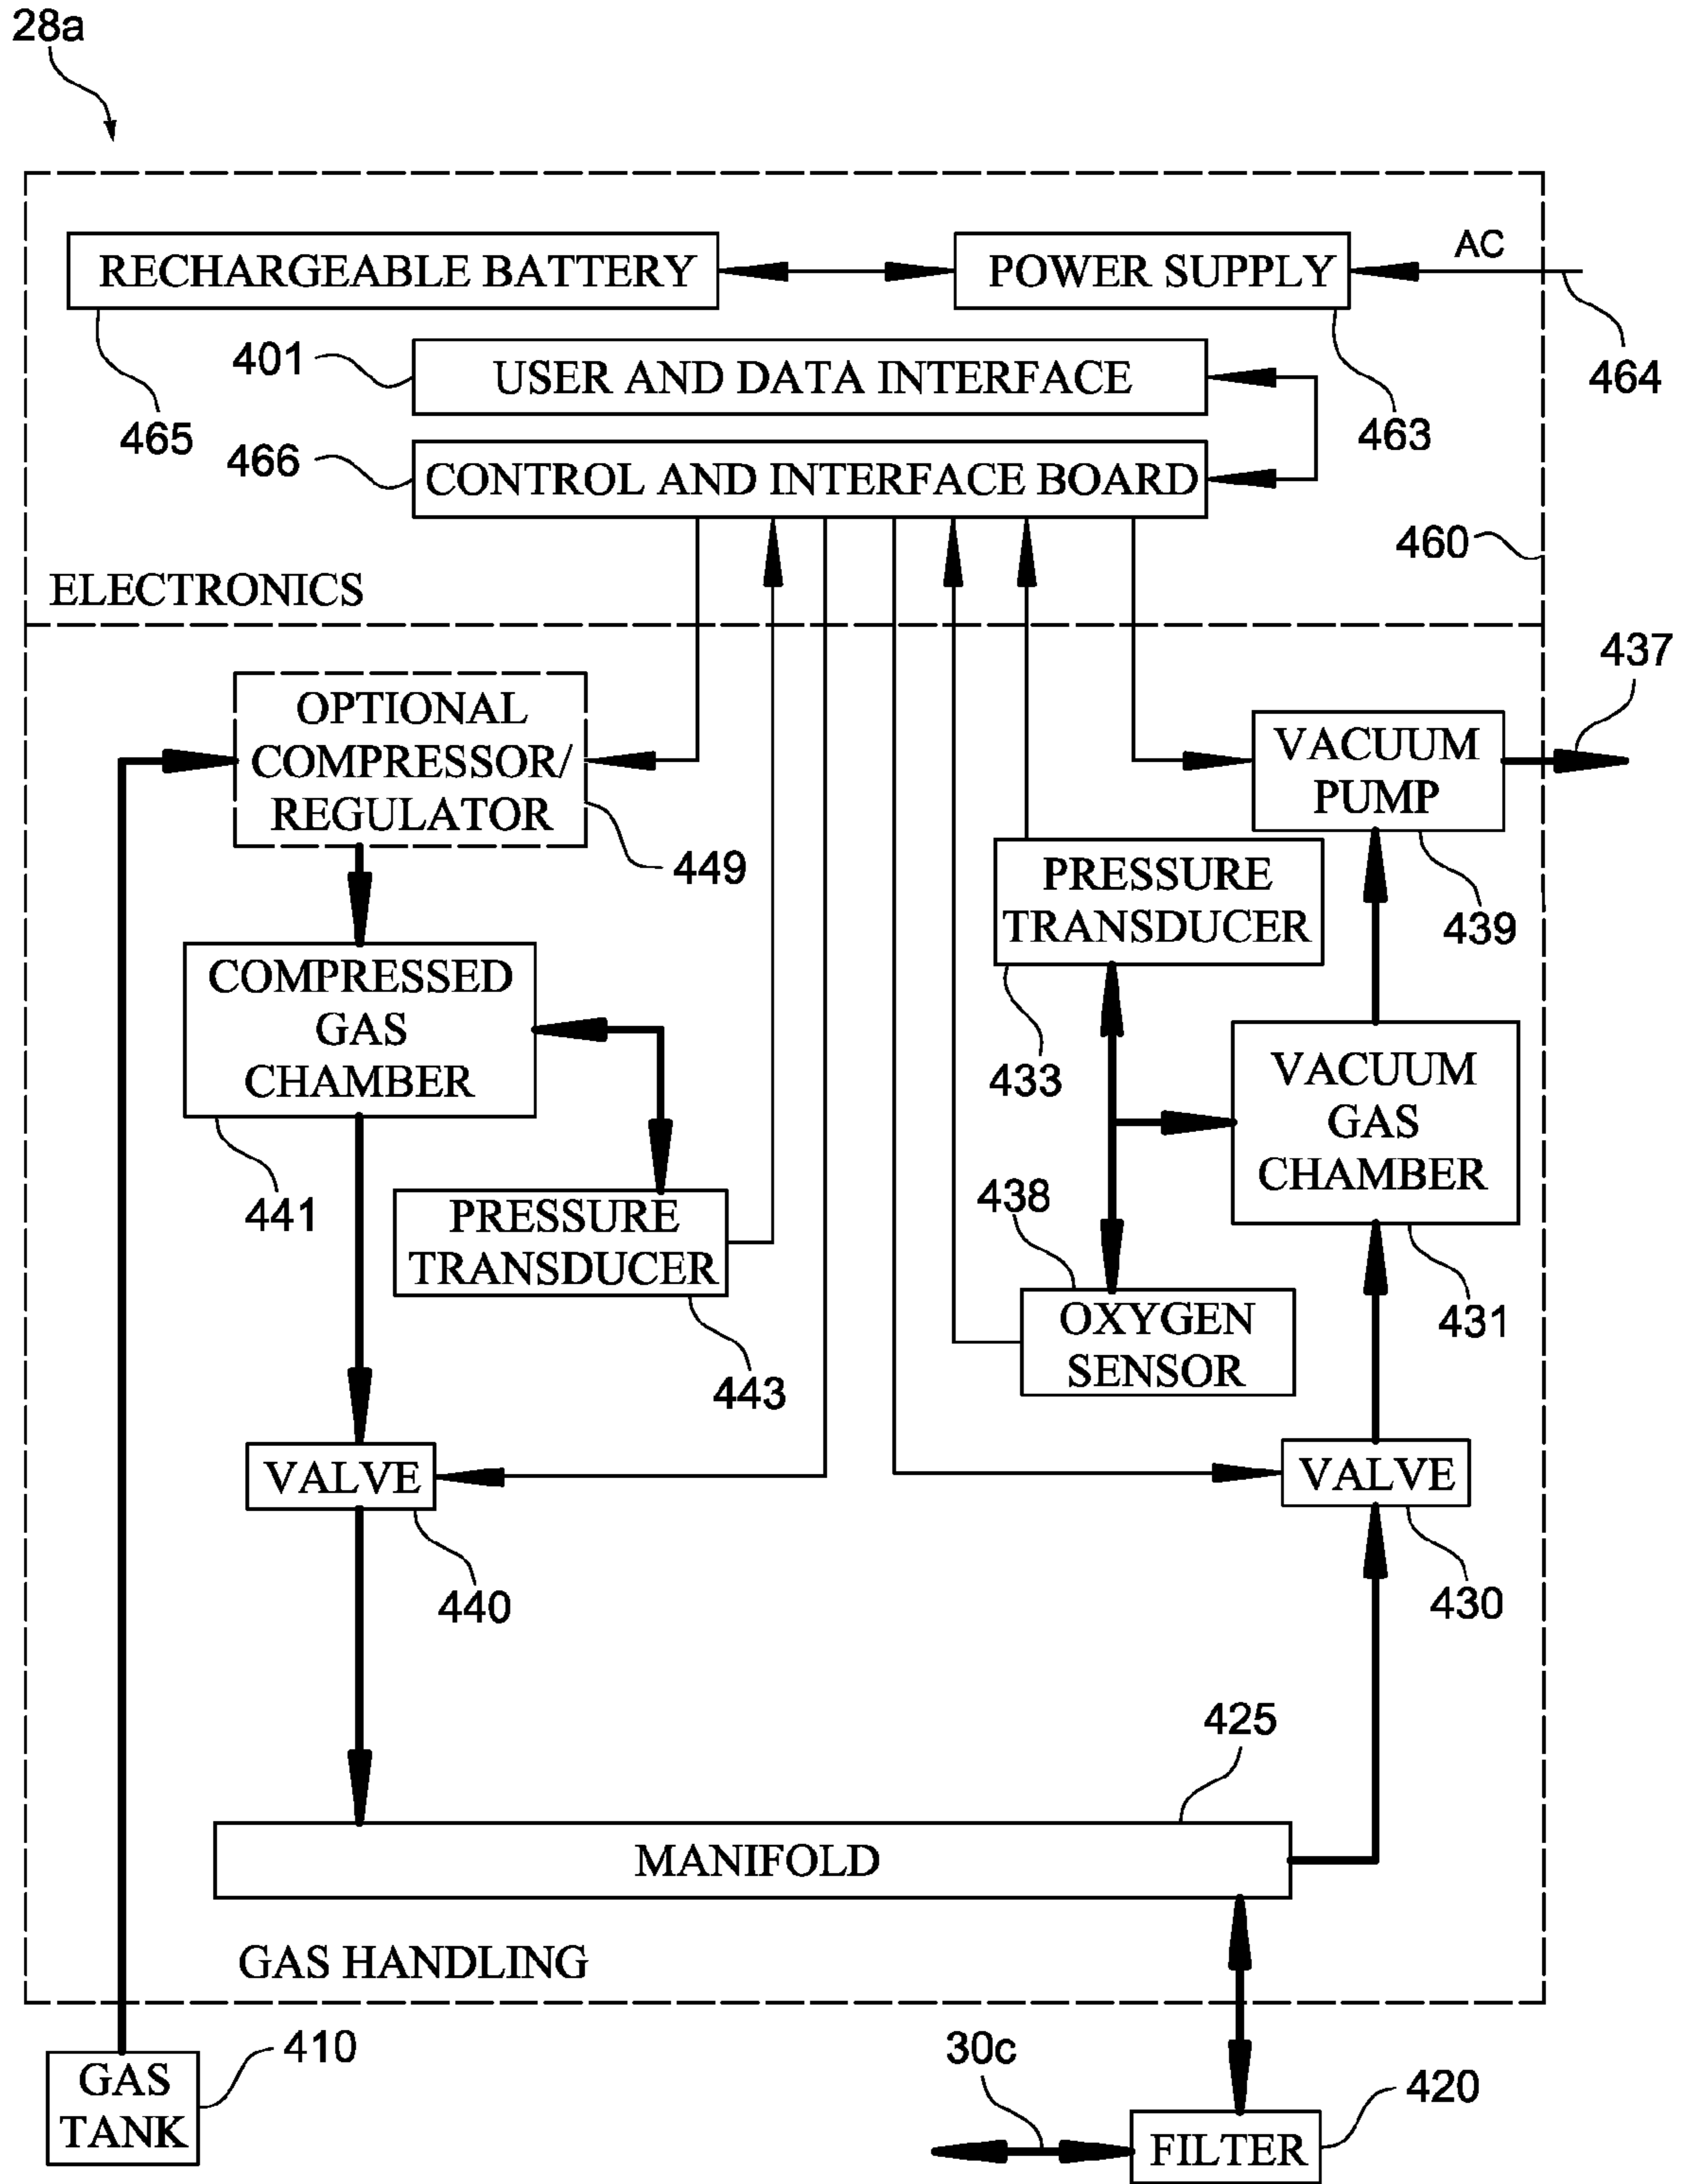 28a
RECHARGEABLE BATTERY
POWER SUPPLY
AC
464
401
USER AND DATA INTERFACE
465
463
466
CONTROL AND INTERFACE BOARD
460
ELECTRONICS
437
OPTIONAL
COMPRESSOR/
REGULATOR
449
VACUUM
PUMP
439
PRESSURE
TRANSDUCER
433
COMPRESSED
GAS
CHAMBER
441
VACUUM
GAS
CHAMBER
431
PRESSURE
TRANSDUCER
443
438
OXYGEN
SENSOR
VALVE
440
VALVE
430
425
MANIFOLD
GAS HANDLING
410
GAS
TANK
30c
420
FILTER